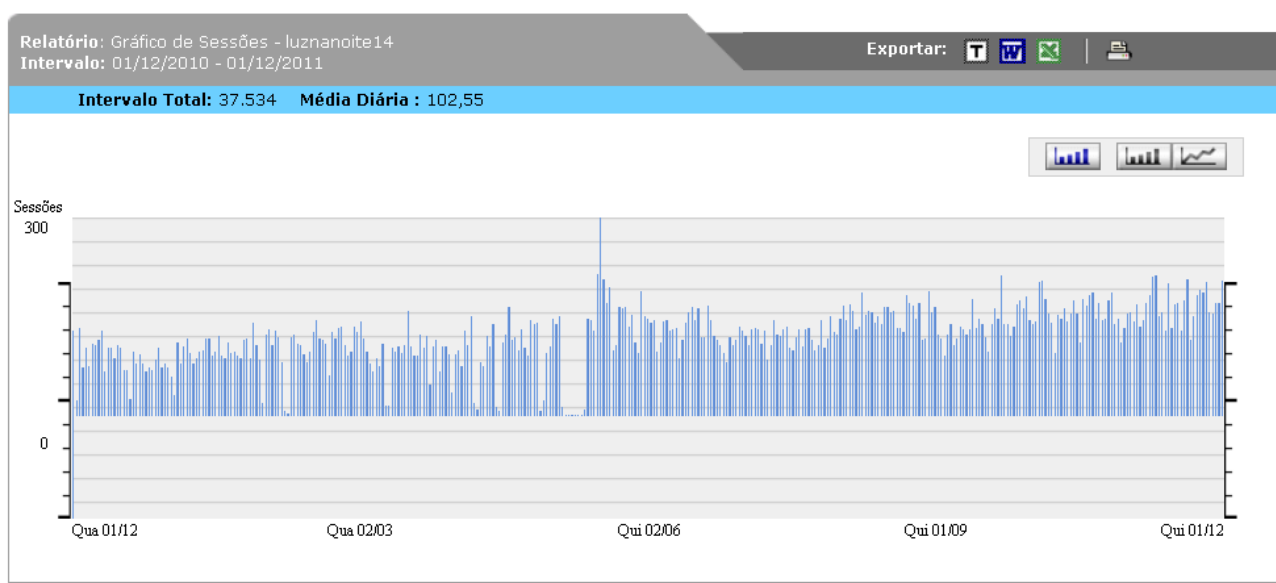 Relatório: Gráfico de Sessões - luznanoite14
Intervalo: 01/12/2010 - 01/12/2011
Exportar: T W
Intervalo Total: 37.534 Média Diária : 102,55
Sessões
300
0
Qua 01/12 Qua 02/03 Qui 02/06 Qui 01/09 Qui 01/12